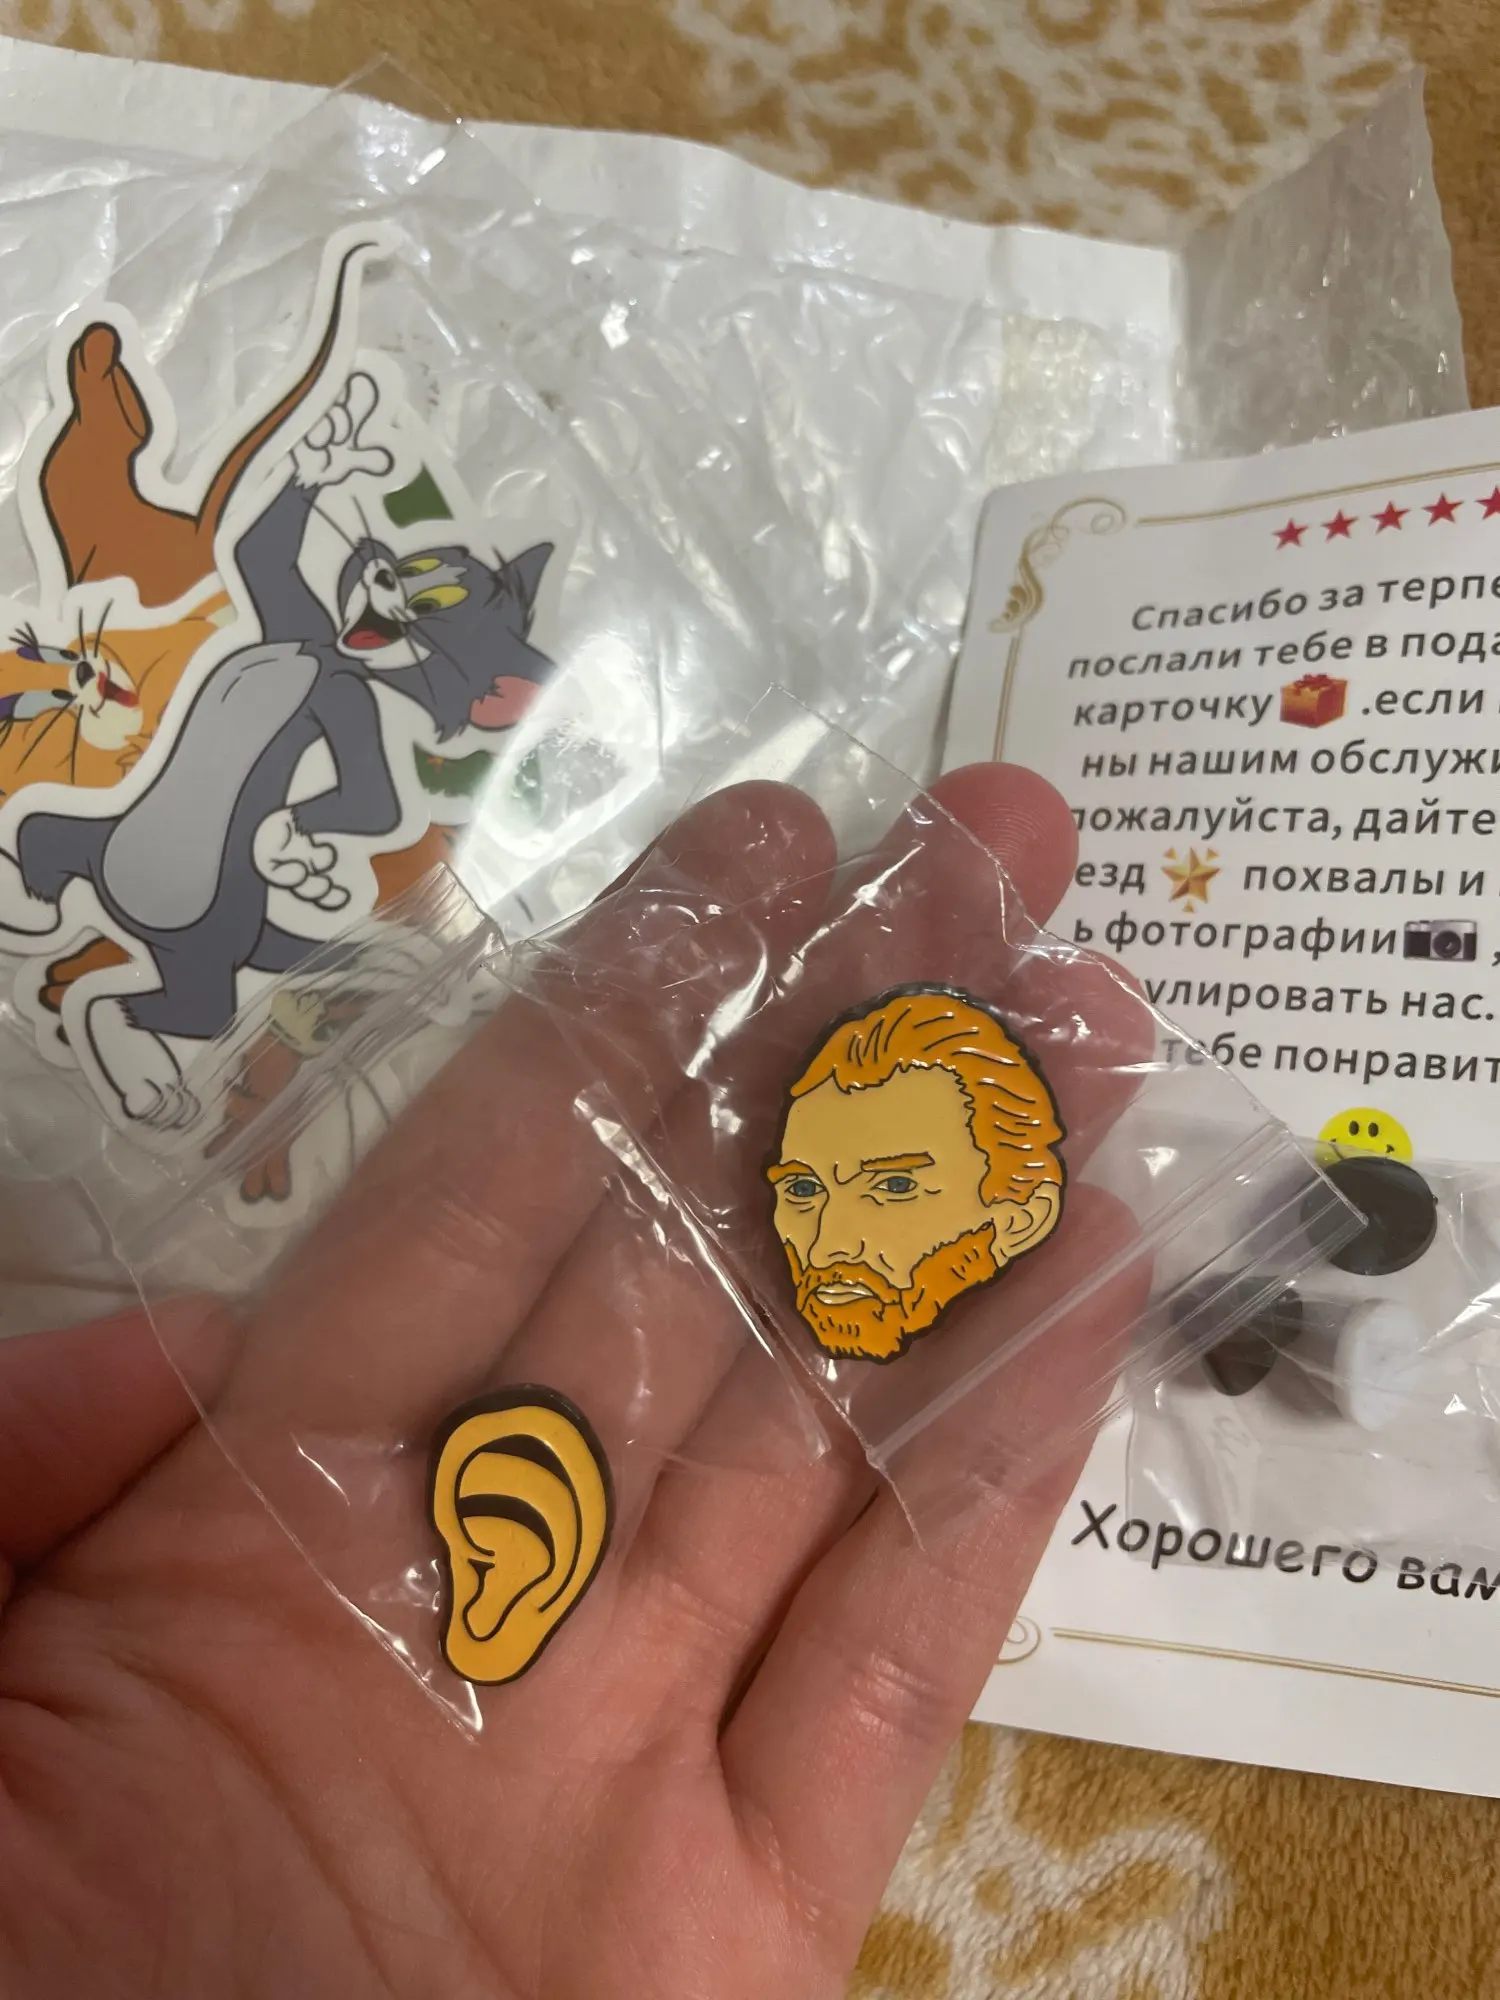 Спасибо за терпе
послали тебе в пода
карточку .если
ны нашим обслужи
пожалуйста, дайте
езд похвалы и
ь фотографии ,
улировать нас.
тебе понравит
Хорошего вам